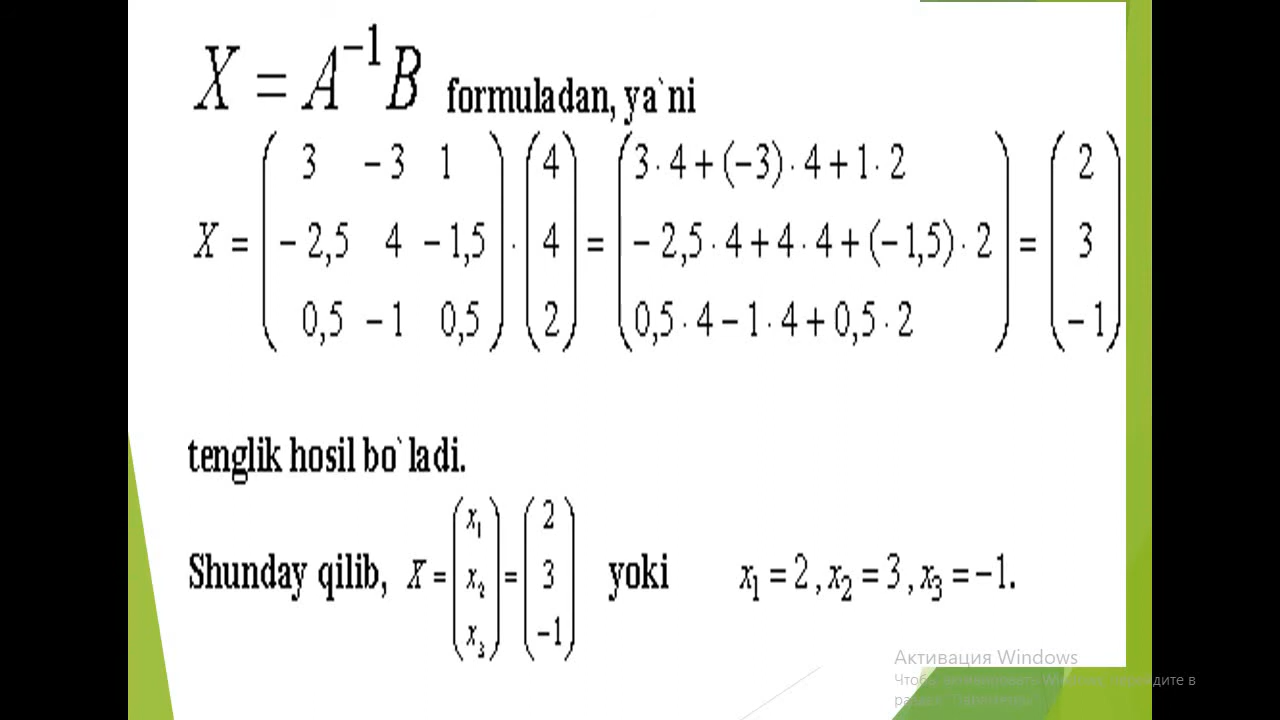 X = A⁻¹B formuladan, ya`ni
3 −3 1 4 3·4+(−3)·4+1·2 2
X = −2,5 4 −1,5 · 4 = −2,5·4+4·4+(−1,5)·2 = 3
0,5 −1 0,5 2 0,5·4−1·4+0,5·2 −1
tenglik hosil bo`ladi.
x₁ 2
Shunday qilib, X = x₂ = 3 yoki x₁ = 2, x₂ = 3, x₃ = −1.
x₃ −1
Активация Windows
Чтобы активировать Windows, перейдите в
раздел "Параметры".